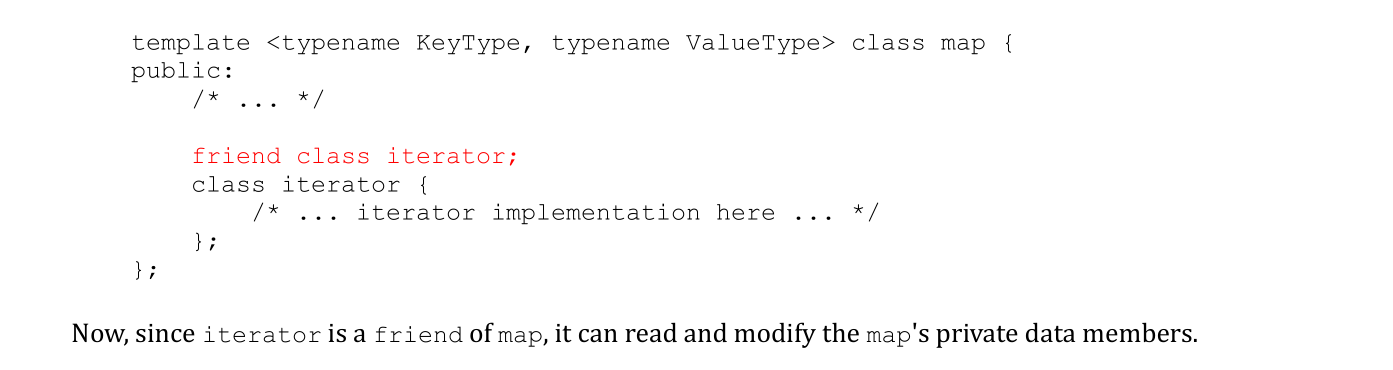 template <typename KeyType, typename ValueType> class map {
public:
    /* ... */

    friend class iterator;
    class iterator {
        /* ... iterator implementation here ... */
    };
};
Now, since iterator is a friend of map, it can read and modify the map's private data members.